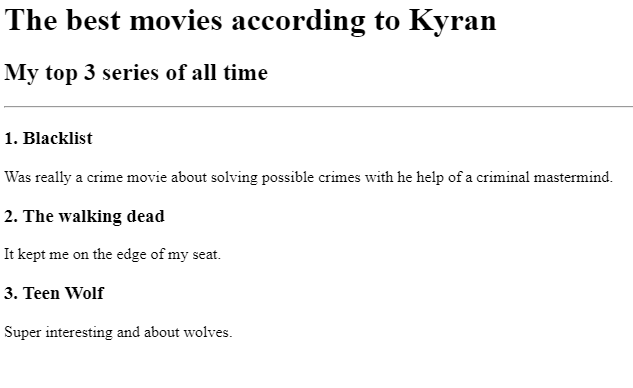 The best movies according to Kyran
My top 3 series of all time
1. Blacklist
Was really a crime movie about solving possible crimes with he help of a criminal mastermind.
2. The walking dead
It kept me on the edge of my seat.
3. Teen Wolf
Super interesting and about wolves.